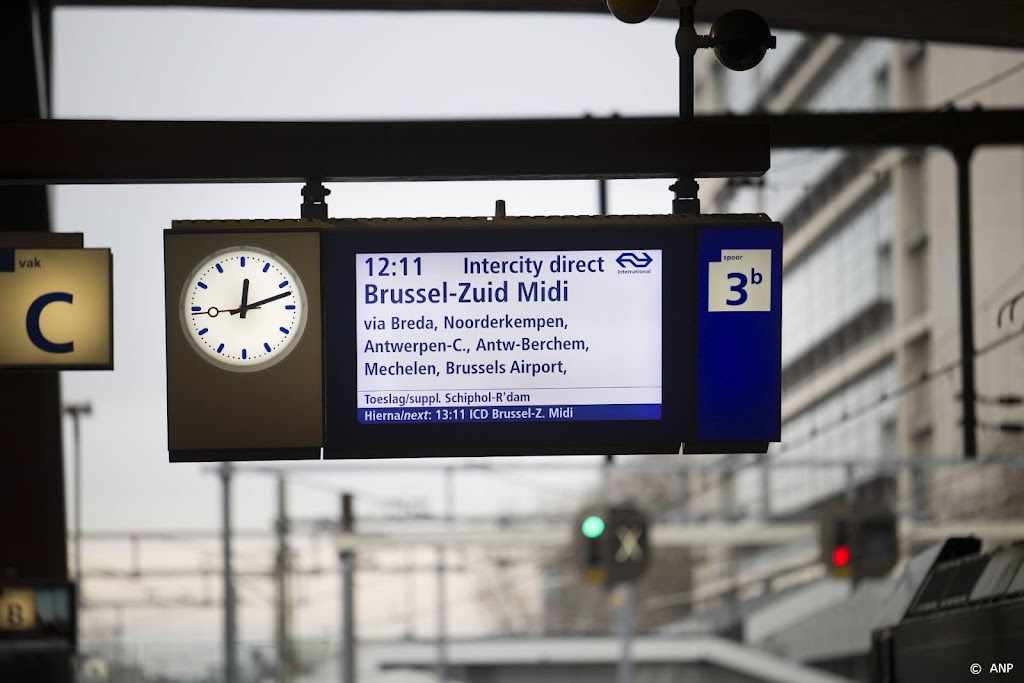 vak
C
12:11 Intercity direct
international
Brussel-Zuid Midi
via Breda, Noorderkempen,
Antwerpen-C., Antw-Berchem,
Mechelen, Brussels Airport,
Toeslag/suppl. Schiphol-R'dam
Hierna/next: 13:11 ICD Brussel-Z. Midi
spoor
3b
B
© ANP